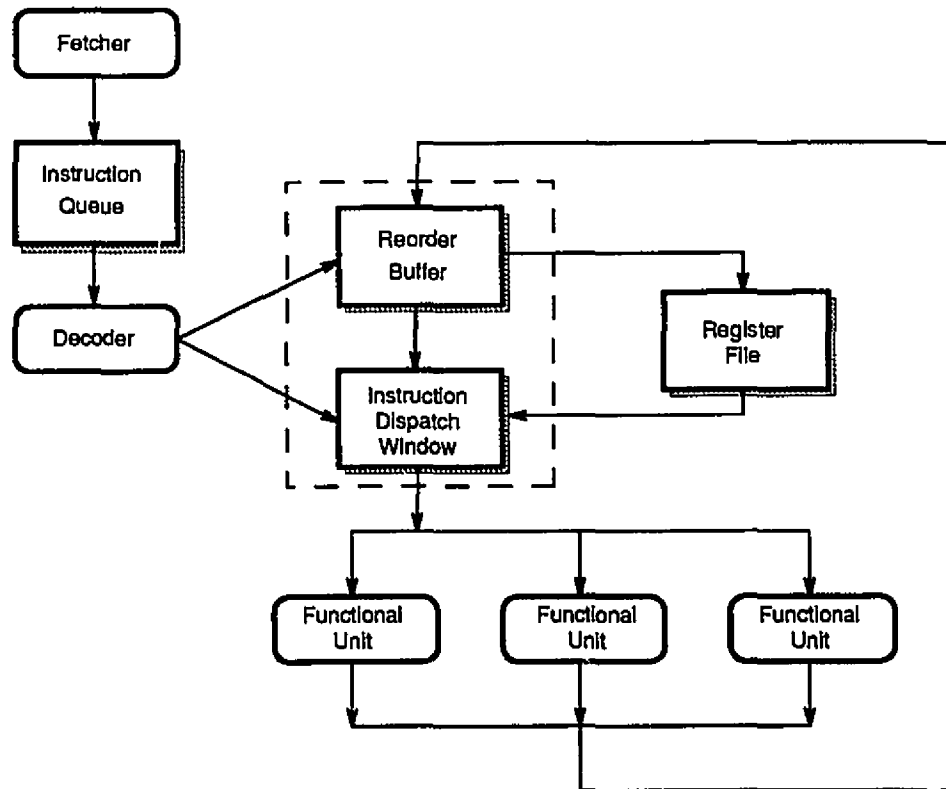 Fetcher
Instruction
Queue
Decoder
Reorder
Buffer
Instruction
Dispatch
Window
Register
File
Functional
Unit
Functional
Unit
Functional
Unit